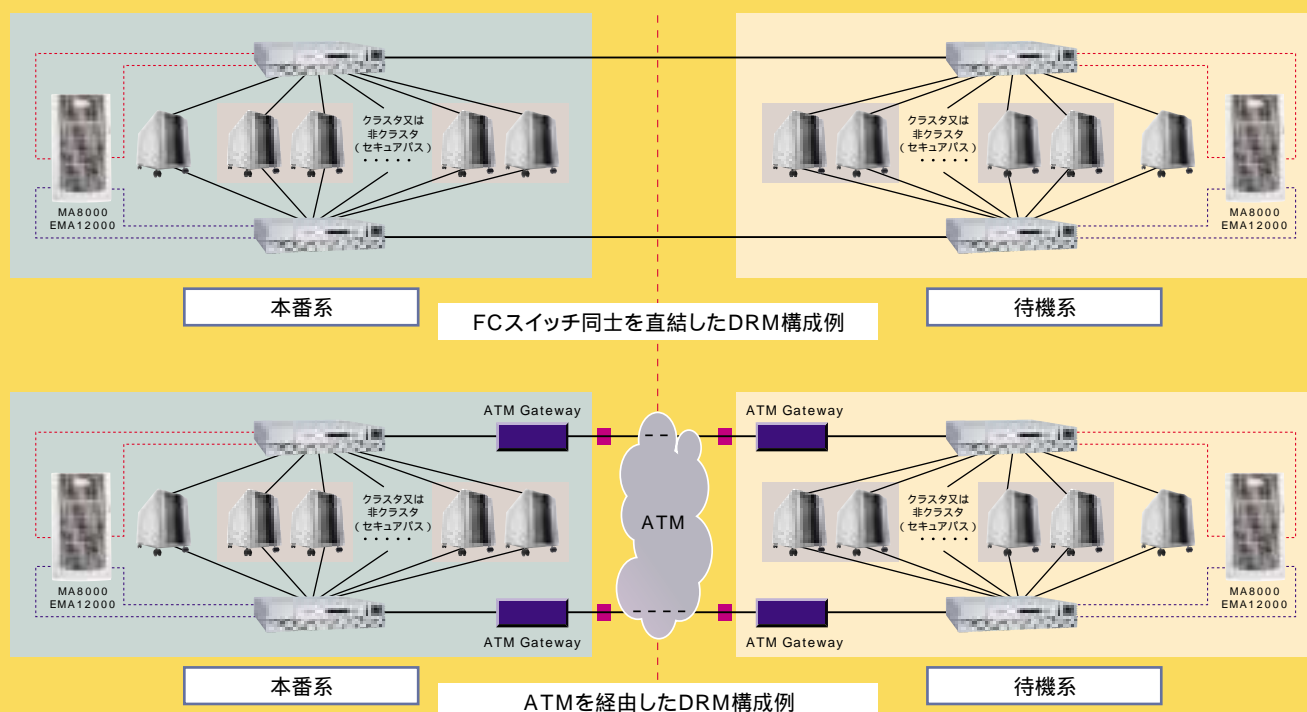 クラスタ又は
非クラスタ
(セキュアパス)
・・・・・
MA8000
EMA12000
クラスタ又は
非クラスタ
(セキュアパス)
・・・・・
MA8000
EMA12000
本番系
FCスイッチ同士を直結したDRM構成例
待機系
ATM Gateway
ATM Gateway
クラスタ又は
非クラスタ
(セキュアパス)
・・・・・
MA8000
EMA12000
ATM
クラスタ又は
非クラスタ
(セキュアパス)
・・・・・
MA8000
EMA12000
ATM Gateway
ATM Gateway
本番系
ATMを経由したDRM構成例
待機系